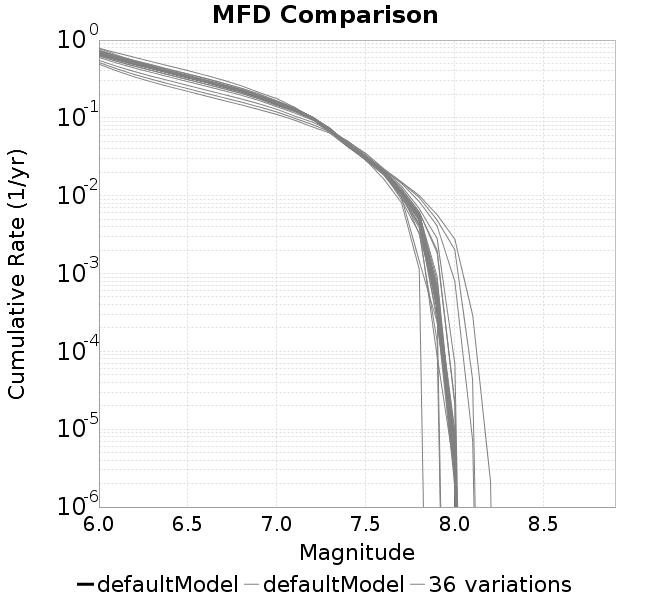 MFD Comparison
10^0
10^-1
10^-2
10^-3
10^-4
10^-5
10^-6
Cumulative Rate (1/yr)
6.0 6.5 7.0 7.5 8.0 8.5
Magnitude
defaultModel defaultModel 36 variations